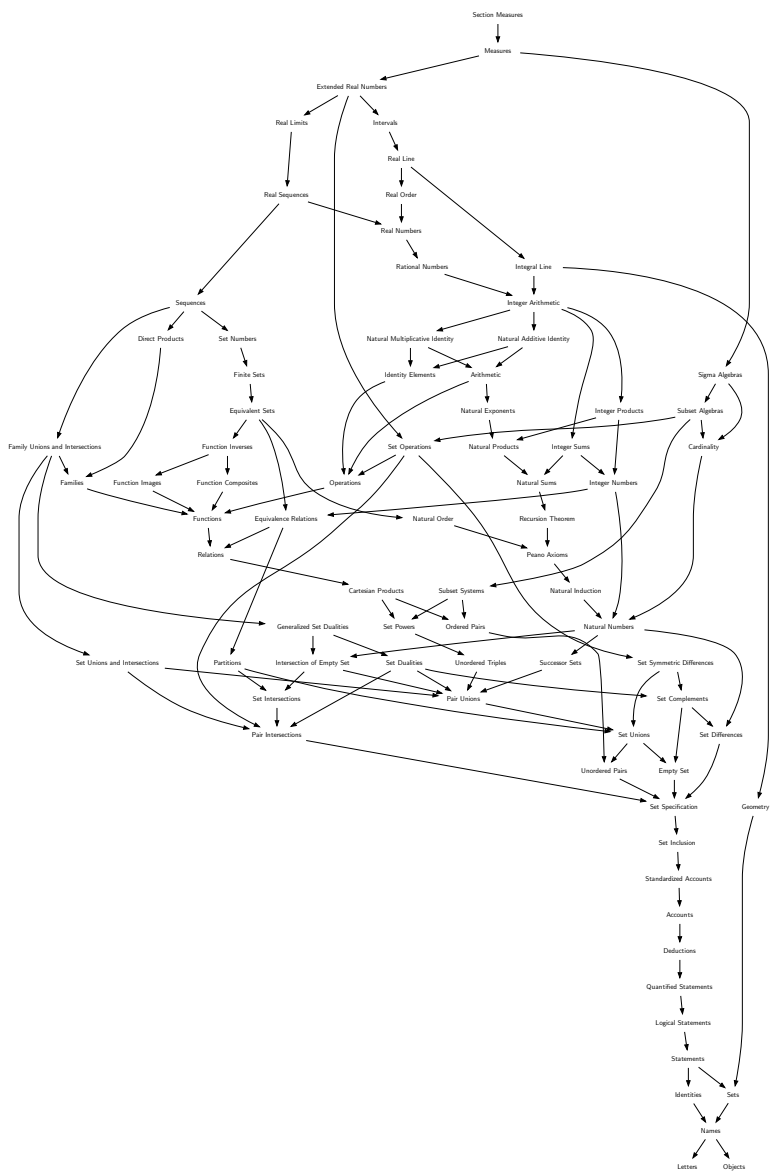 Section Measures
Measures
Extended Real Numbers
Real Limits
Intervals
Real Line
Real Sequences
Real Order
Real Numbers
Rational Numbers
Integral Line
Sequences
Integer Arithmetic
Direct Products
Set Numbers
Natural Multiplicative Identity
Natural Additive Identity
Finite Sets
Identity Elements
Arithmetic
Sigma Algebras
Equivalent Sets
Natural Exponents
Integer Products
Subset Algebras
Family Unions and Intersections
Function Inverses
Set Operations
Natural Products
Integer Sums
Cardinality
Families
Function Images
Function Composites
Operations
Natural Sums
Integer Numbers
Functions
Equivalence Relations
Natural Order
Recursion Theorem
Relations
Peano Axioms
Cartesian Products
Subset Systems
Natural Induction
Generalized Set Dualities
Set Powers
Ordered Pairs
Natural Numbers
Set Unions and Intersections
Partitions
Intersection of Empty Set
Set Dualities
Unordered Triples
Successor Sets
Set Symmetric Differences
Set Intersections
Pair Unions
Set Complements
Pair Intersections
Set Unions
Set Differences
Unordered Pairs
Empty Set
Set Specification
Geometry
Set Inclusion
Standardized Accounts
Accounts
Deductions
Quantified Statements
Logical Statements
Statements
Identities
Sets
Names
Letters
Objects